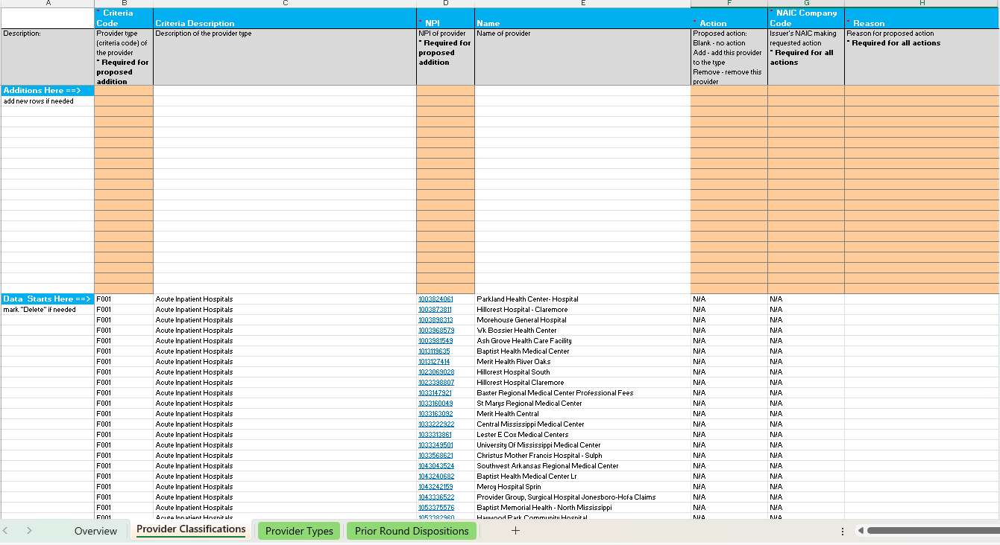 A B C D E F G H
* Criteria Code Criteria Description * NPI Name * Action * NAIC Company Code * Reason
Description:
Provider type
(criteria code) of
the provider
* Required for
proposed
addition
Description of the provider type
NPI of provider
* Required for
proposed
addition
Name of provider
Proposed action:
Blank - no action
Add - add this provider
to the type
Remove - remove this
provider
Issuer's NAIC making
requested action
* Required for all
actions
Reason for proposed action
* Required for all actions
Additions Here ==>
add new rows if needed
Data Starts Here ==> F001 Acute Inpatient Hospitals 1003824061 Parkland Health Center- Hospital N/A N/A
mark "Delete" if needed F001 Acute Inpatient Hospitals 1003873811 Hillcrest Hospital - Claremore N/A N/A
F001 Acute Inpatient Hospitals 1003898313 Morehouse General Hospital N/A N/A
F001 Acute Inpatient Hospitals 1003968579 Wk Bossier Health Center N/A N/A
F001 Acute Inpatient Hospitals 1003981549 Ash Grove Health Care Facility N/A N/A
F001 Acute Inpatient Hospitals 1013119635 Baptist Health Medical Center N/A N/A
F001 Acute Inpatient Hospitals 1013127414 Merit Health River Oaks N/A N/A
F001 Acute Inpatient Hospitals 1023069028 Hillcrest Hospital South N/A N/A
F001 Acute Inpatient Hospitals 1023398807 Hillcrest Hospital Claremore N/A N/A
F001 Acute Inpatient Hospitals 1033147921 Baxter Regional Medical Center Professional Fees N/A N/A
F001 Acute Inpatient Hospitals 1033160049 St Marys Regional Medical Center N/A N/A
F001 Acute Inpatient Hospitals 1033163092 Merit Health Central N/A N/A
F001 Acute Inpatient Hospitals 1033222922 Central Mississippi Medical Center N/A N/A
F001 Acute Inpatient Hospitals 1033313861 Lester E Cox Medical Centers N/A N/A
F001 Acute Inpatient Hospitals 1033349501 University Of Mississippi Medical Center N/A N/A
F001 Acute Inpatient Hospitals 1033568621 Christus Mother Francis Hospital - Sulph N/A N/A
F001 Acute Inpatient Hospitals 1043043524 Southwest Arkansas Regional Medical Center N/A N/A
F001 Acute Inpatient Hospitals 1043240682 Baptist Health Medical Center Lr N/A N/A
F001 Acute Inpatient Hospitals 1043242159 Mercy Hospital Sprin N/A N/A
F001 Acute Inpatient Hospitals 1043336522 Provider Group, Surgical Hospital Jonesboro-Hcfa Claims N/A N/A
F001 Acute Inpatient Hospitals 1053375576 Baptist Memorial Health - North Mississippi N/A N/A
F001 Acute Inpatient Hospitals 1053382960 Haywood Park Community Hospital N/A N/A
Overview Provider Classifications Provider Types Prior Round Dispositions +